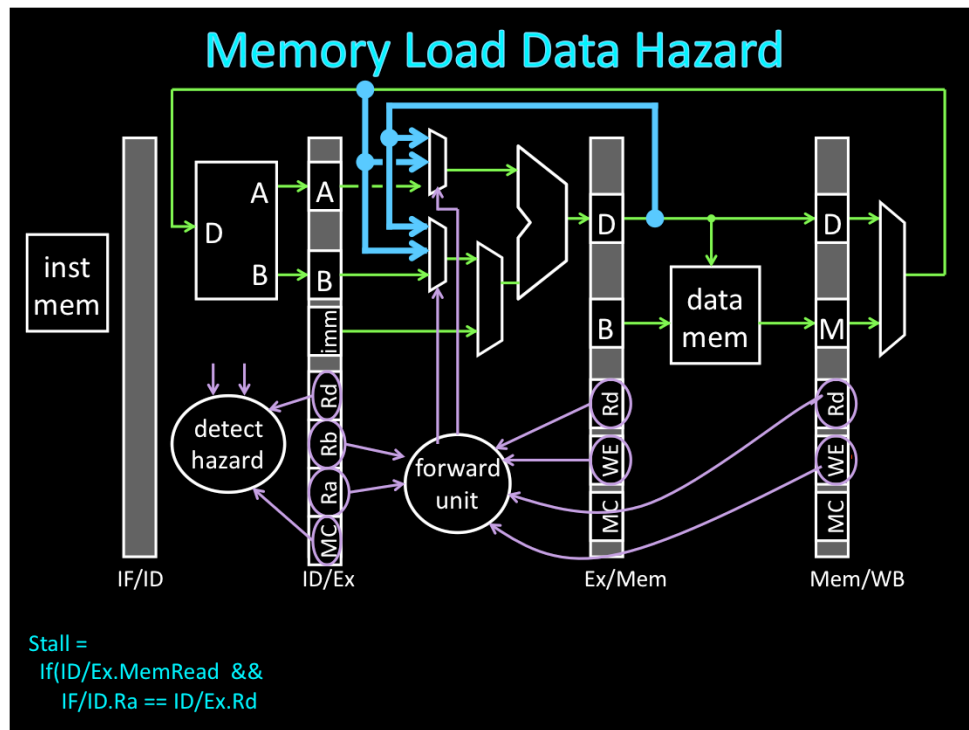 Memory Load Data Hazard
inst
mem
D
A
B
A
B
imm
Rd
Rb
Ra
MC
detect
hazard
forward
unit
D
B
Rd
WE
MC
data
mem
D
M
Rd
WE
MC
IF/ID
ID/Ex
Ex/Mem
Mem/WB
Stall =
If(ID/Ex.MemRead &&
IF/ID.Ra == ID/Ex.Rd